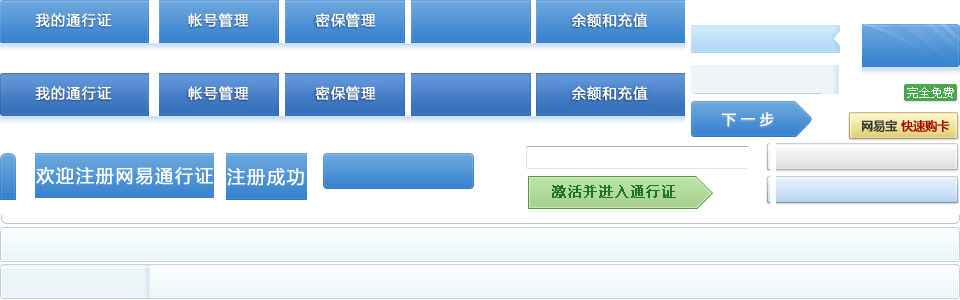 我的通行证 帐号管理 密保管理 余额和充值
我的通行证 帐号管理 密保管理 余额和充值
完全免费
下一步
网易宝 快速购卡
欢迎注册网易通行证 注册成功
激活并进入通行证